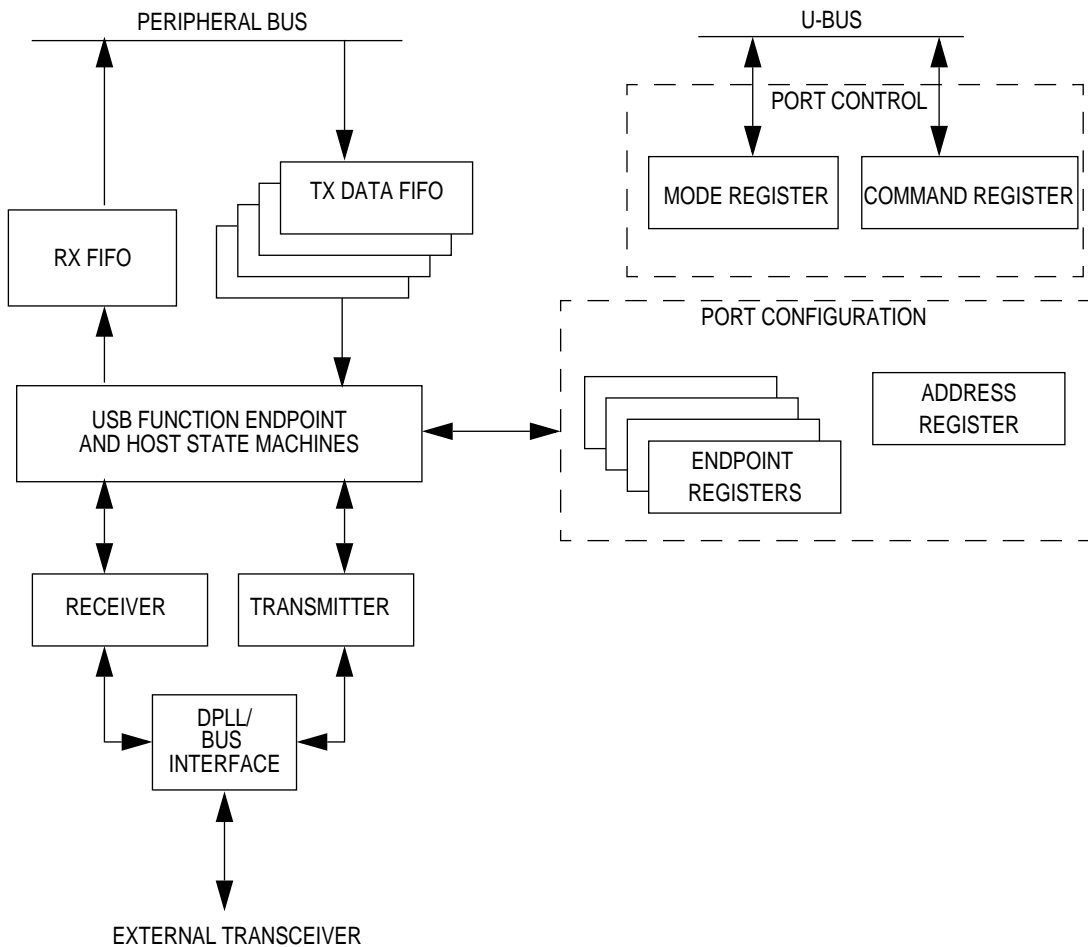 PERIPHERAL BUS
U-BUS
PORT CONTROL
TX DATA FIFO
MODE REGISTER
COMMAND REGISTER
RX FIFO
PORT CONFIGURATION
USB FUNCTION ENDPOINT
AND HOST STATE MACHINES
ADDRESS
REGISTER
ENDPOINT
REGISTERS
RECEIVER
TRANSMITTER
DPLL/
BUS
INTERFACE
EXTERNAL TRANSCEIVER